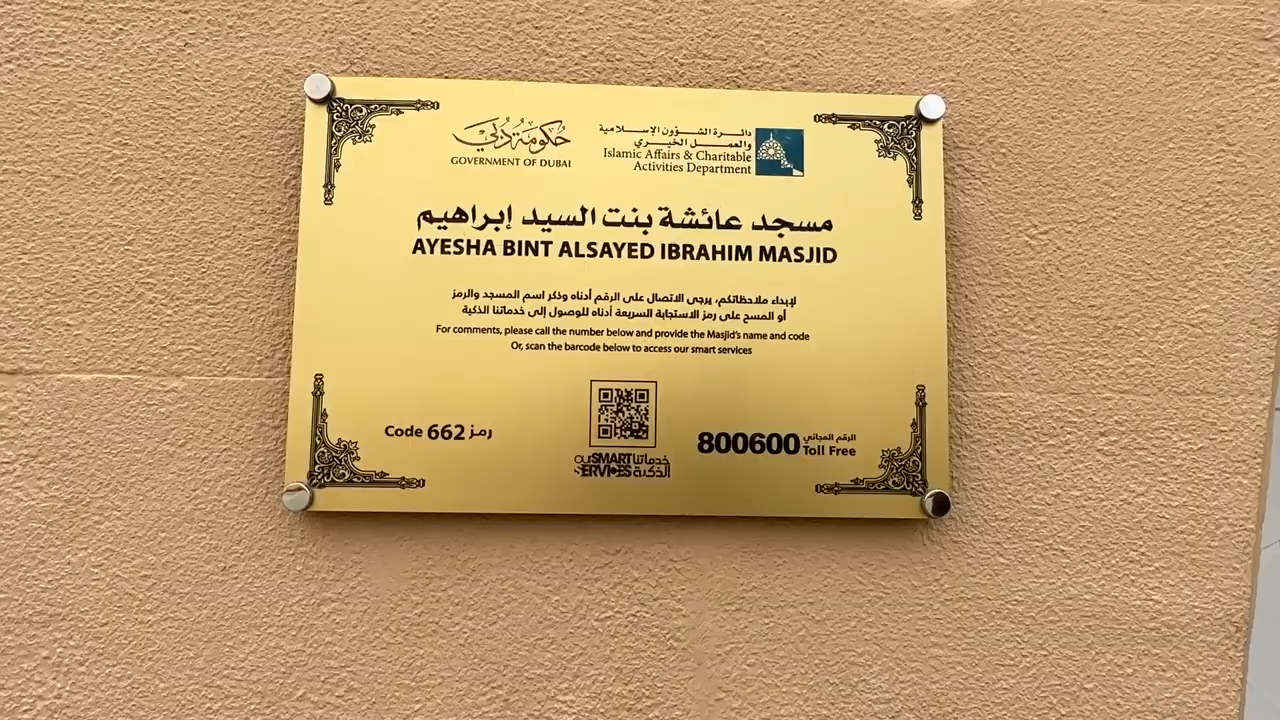 حكومة دبي
GOVERNMENT OF DUBAI
دائرة الشؤون الإسلامية
والعمل الخيري
Islamic Affairs & Charitable
Activities Department
مسجد عائشة بنت السيد إبراهيم
AYESHA BINT ALSAYED IBRAHIM MASJID
لإبداء ملاحظاتكم، يرجى الاتصال على الرقم أدناه وذكر اسم المسجد والرمز
أو المسح على رمز الاستجابة السريعة أدناه للوصول إلى خدماتنا الذكية
For comments, please call the number below and provide the Masjid's name and code
Or, scan the barcode below to access our smart services
Code 662 رمز
ourSMART خدماتنا
SERVICES الذكية
800600
الرقم المجاني
Toll Free